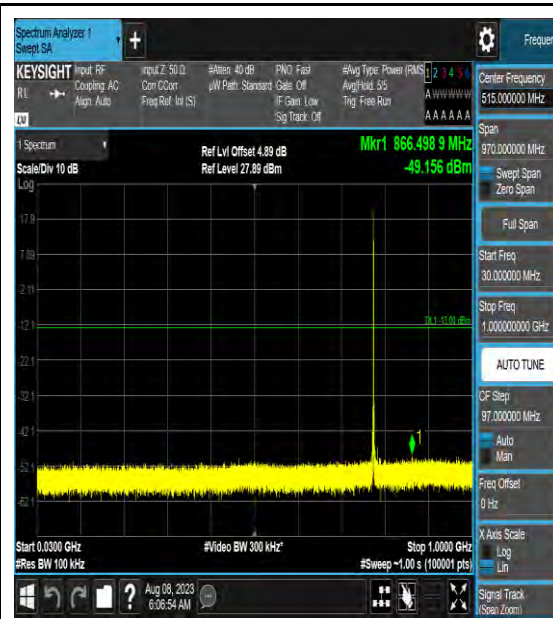 Spectrum Analyzer 1
Swept SA
+
Frequen
KEYSIGHT
Input: RF
Coupling: AC
Align: Auto
Input Z: 50 Ω
Corr CCorr
Freq Ref: Int (S)
#Atten: 40 dB
µW Path: Standard
PNO: Fast
Gate: Off
IF Gain: Low
Sig Track: Off
#Avg Type: Power (RMS
Avg|Hold: 5/5
Trig: Free Run
1 2 3 4 5 6
A W W W W W
A A A A A A
RL
LV
1 Spectrum
Scale/Div 10 dB
Log
Ref Lvl Offset 4.89 dB
Ref Level 27.89 dBm
Mkr1 866.498 9 MHz
-49.156 dBm
17.9
7.89
-2.11
-12.1
-22.1
-32.1
-42.1
-52.1
-62.1
DL1 -13.00 dBm
1
Start 0.0300 GHz
#Res BW 100 kHz
#Video BW 300 kHz*
Stop 1.0000 GHz
#Sweep ~1.00 s (10001 pts)
Center Frequency
515.000000 MHz
Span
970.000000 MHz
Swept Span
Zero Span
Full Span
Start Freq
30.000000 MHz
Stop Freq
1.000000000 GHz
AUTO TUNE
CF Step
97.000000 MHz
Auto
Man
Freq Offset
0 Hz
X Axis Scale
Log
Lin
Signal Track
(Span Zoom)
?
Aug 08, 2023
6:06:54 AM